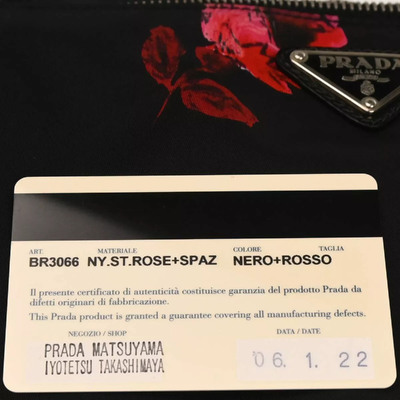 PRADA
MILANO
ART. MATERIALE COLORE TAGLIA
BR3066 NY.ST.ROSE+SPAZ NERO+ROSSO
Il presente certificato di autenticità costituisce garanzia del prodotto Prada da
difetti originari di fabbricazione.
This Prada product is granted a guarantee covering all manufacturing defects.
NEGOZIO / SHOP DATA / DATE
PRADA MATSUYAMA
IYOTETSU TAKASHIMAYA
'06. 1. 22